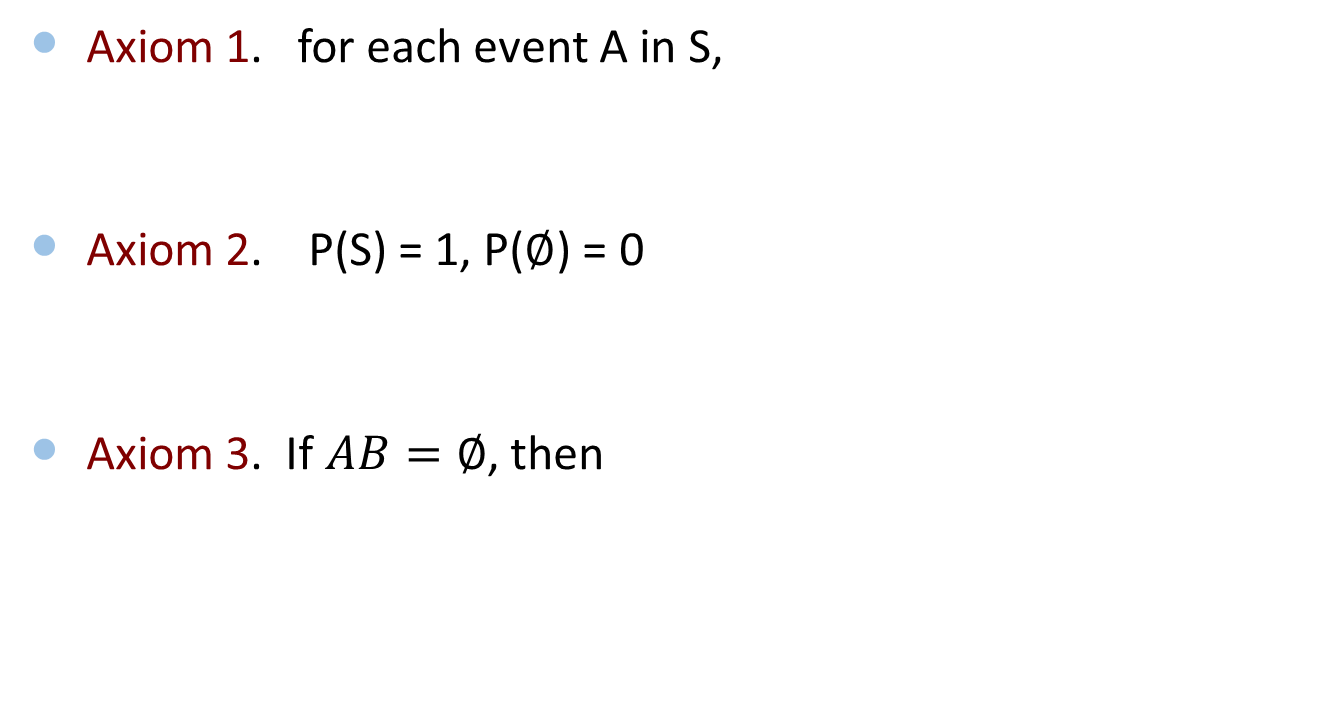 • Axiom 1. for each event A in S,
• Axiom 2. P(S) = 1, P(∅) = 0
• Axiom 3. If 𝐴𝐵 = ∅, then